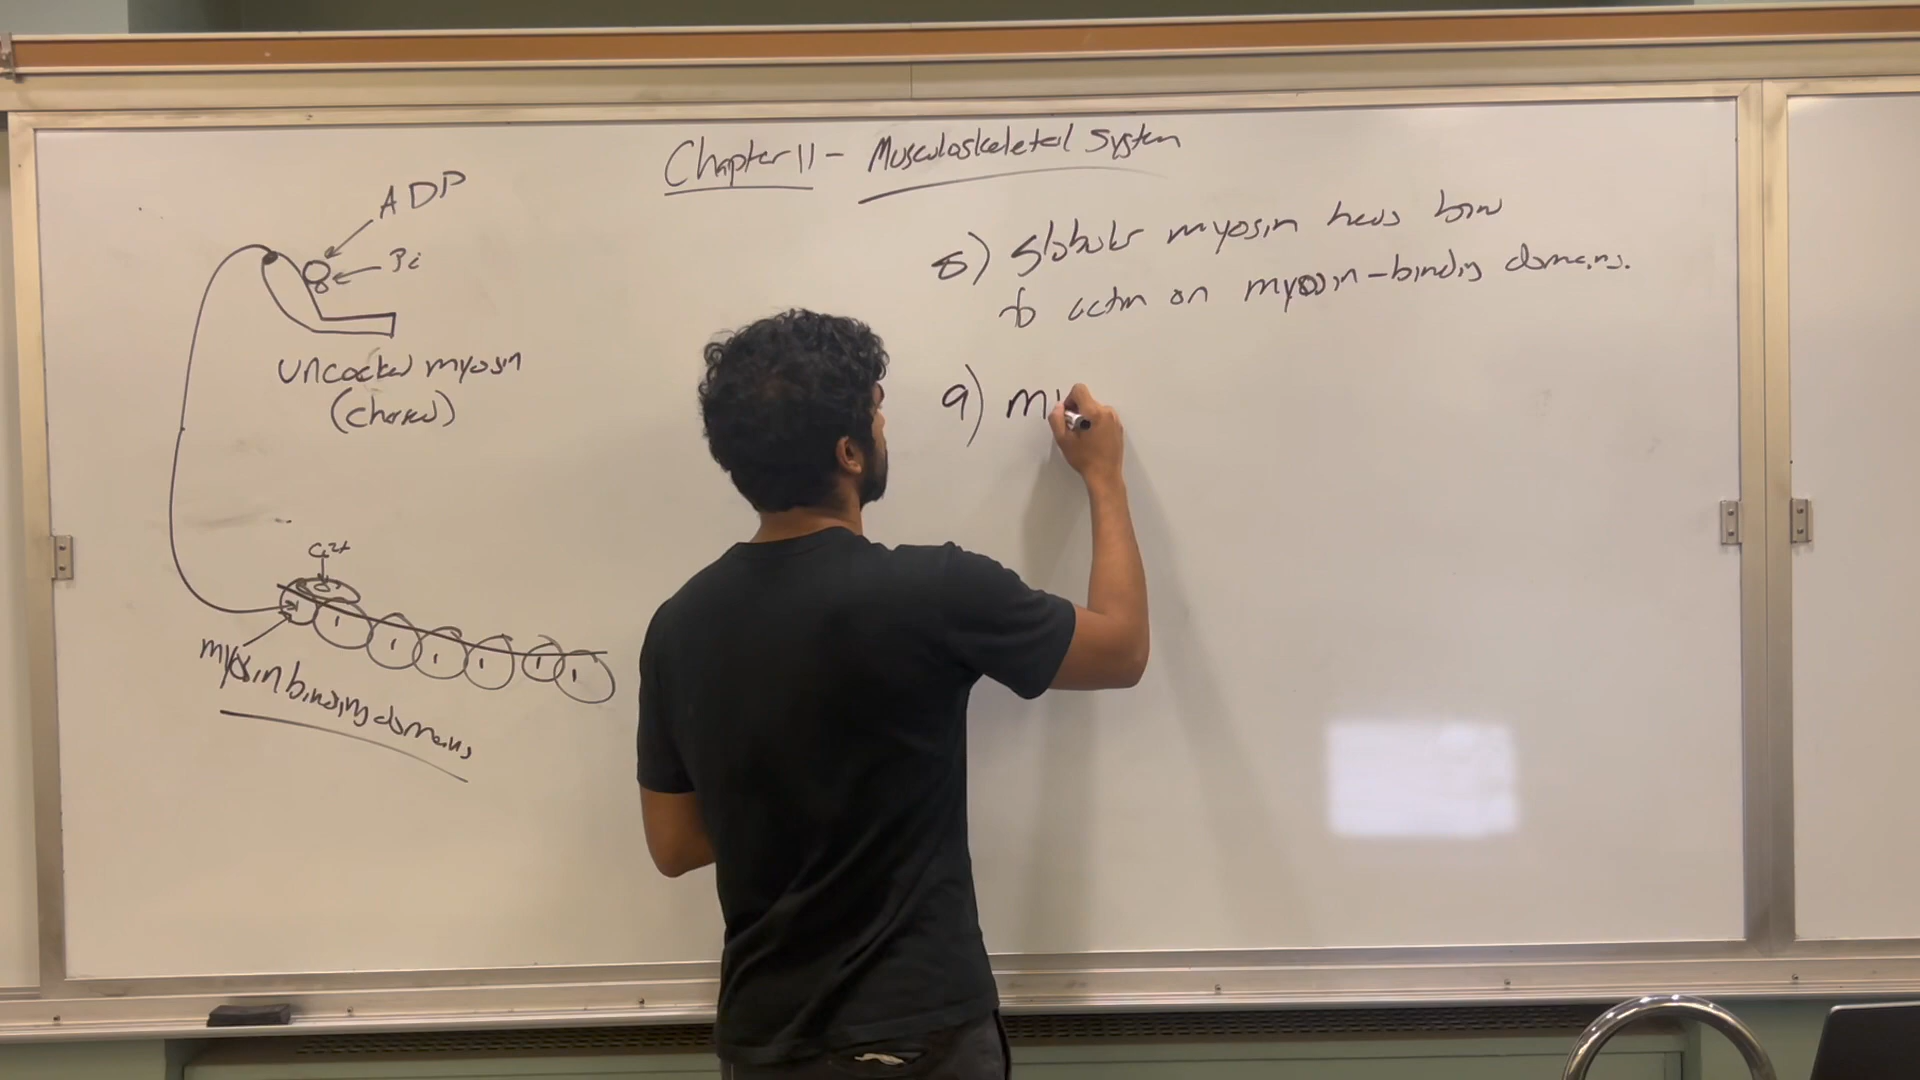 Chapter 11 - Musculoskeletal System
ADP
Pi
Uncocked myosin
(charged)
Ca2+
myosin binding domains
8) Globular myosin heads bind
to actin on myosin-binding domains.
9) my